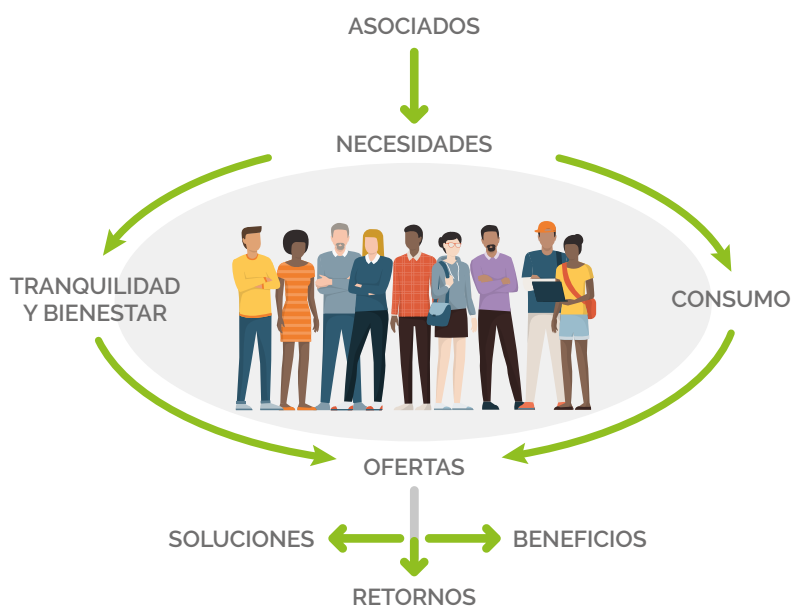 ASOCIADOS
NECESIDADES
TRANQUILIDAD
Y BIENESTAR
CONSUMO
OFERTAS
SOLUCIONES
BENEFICIOS
RETORNOS